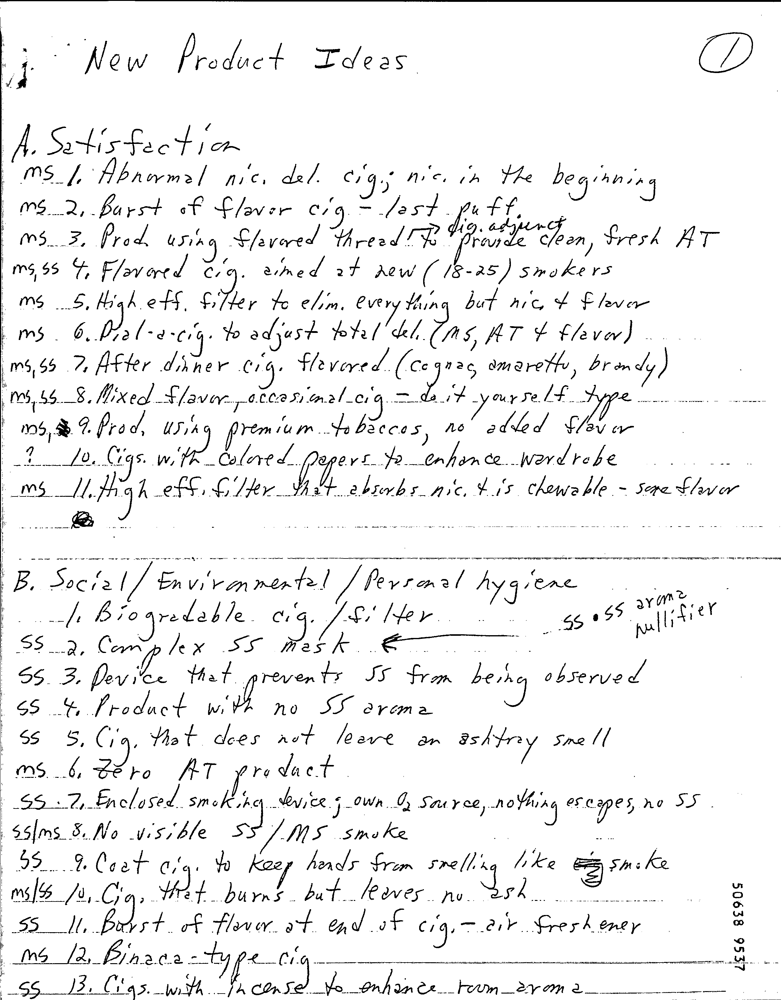 New Product Ideas
1
A. Satisfaction
ms 1. Abnormal nic. del. cig.; nic. in the beginning
ms 2. Burst of flavor cig - last puff
dig. adjunct
ms 3. Prod. using flavored thread to provide clean, fresh AT
ms, ss 4. Flavored cig. aimed at new (18-25) smokers
ms 5. High eff. filter to elim. everything but nic. & flavor
ms 6. Dial-a-cig. to adjust total del. (MS, AT & flavor)
ms, ss 7. After dinner cig. flavored (cognac, amaretto, brandy)
ms, ss 8. Mixed flavor, occasional cig - do it yourself type
ms, 9. Prod. using premium tobaccos, no added flavor
? 10. Cigs. with colored papers to enhance wardrobe
ms 11. High eff. filter that absorbs nic. & is chewable - some flavor
B. Social/Environmental/Personal hygiene
1. Biogradable cig./filter
SS • SS aroma nullifier
SS 2. Complex SS mask
SS 3. Device that prevents SS from being observed
SS 4. Product with no SS aroma
SS 5. Cig. that does not leave an ashtray smell
ms 6. Zero AT product
SS 7. Enclosed smoking device; own O2 source, nothing escapes, no SS.
ss/ms 8. No visible SS/MS smoke
SS 9. Coat cig. to keep hands from smelling like smoke
ms/ss 10. Cig. that burns but leaves no ash
SS 11. Burst of flavor at end of cig. - air freshener
ms 12. Binaca-type cig
SS 13. Cigs. with incense to enhance room aroma
50638 9537